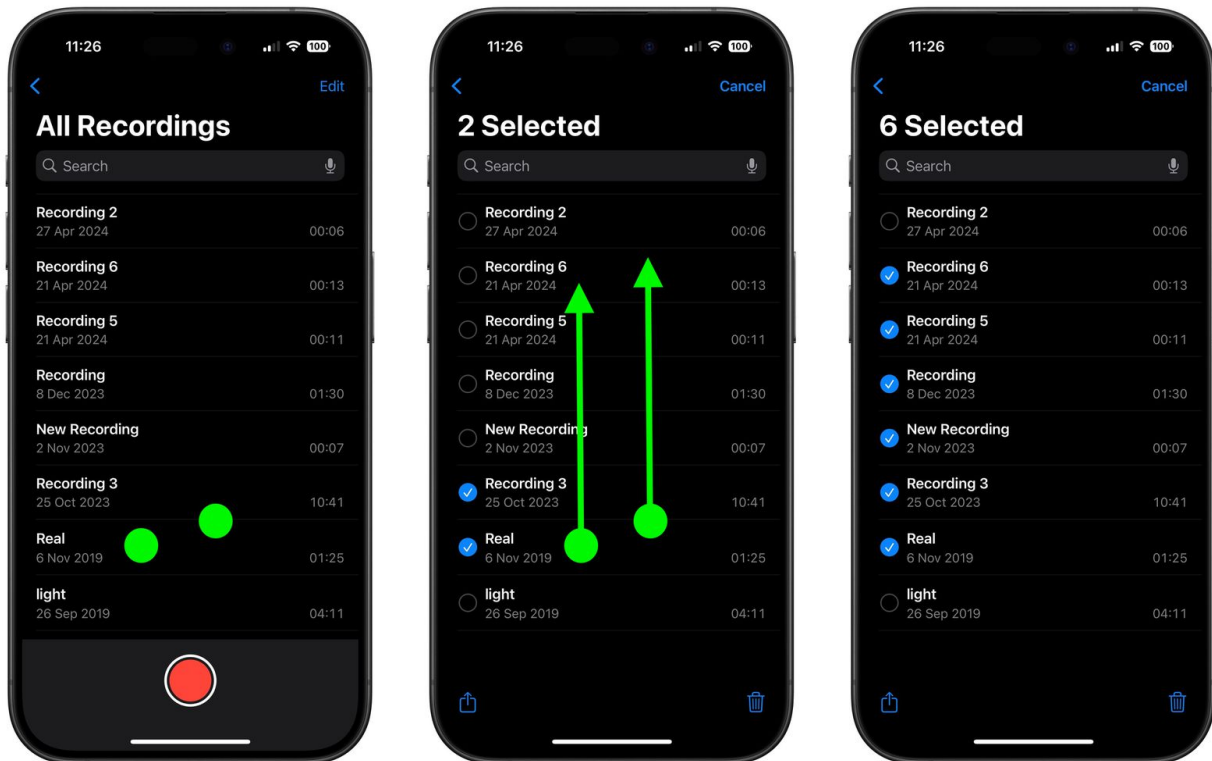 11:26
100
Edit
All Recordings
Search
Recording 2
27 Apr 2024 00:06
Recording 6
21 Apr 2024 00:13
Recording 5
21 Apr 2024 00:11
Recording
8 Dec 2023 01:30
New Recording
2 Nov 2023 00:07
Recording 3
25 Oct 2023 10:41
Real
6 Nov 2019 01:25
light
26 Sep 2019 04:11
11:26
100
Cancel
2 Selected
Search
Recording 2
27 Apr 2024 00:06
Recording 6
21 Apr 2024 00:13
Recording 5
21 Apr 2024 00:11
Recording
8 Dec 2023 01:30
New Recording
2 Nov 2023 00:07
Recording 3
25 Oct 2023 10:41
Real
6 Nov 2019 01:25
light
26 Sep 2019 04:11
11:26
100
Cancel
6 Selected
Search
Recording 2
27 Apr 2024 00:06
Recording 6
21 Apr 2024 00:13
Recording 5
21 Apr 2024 00:11
Recording
8 Dec 2023 01:30
New Recording
2 Nov 2023 00:07
Recording 3
25 Oct 2023 10:41
Real
6 Nov 2019 01:25
light
26 Sep 2019 04:11